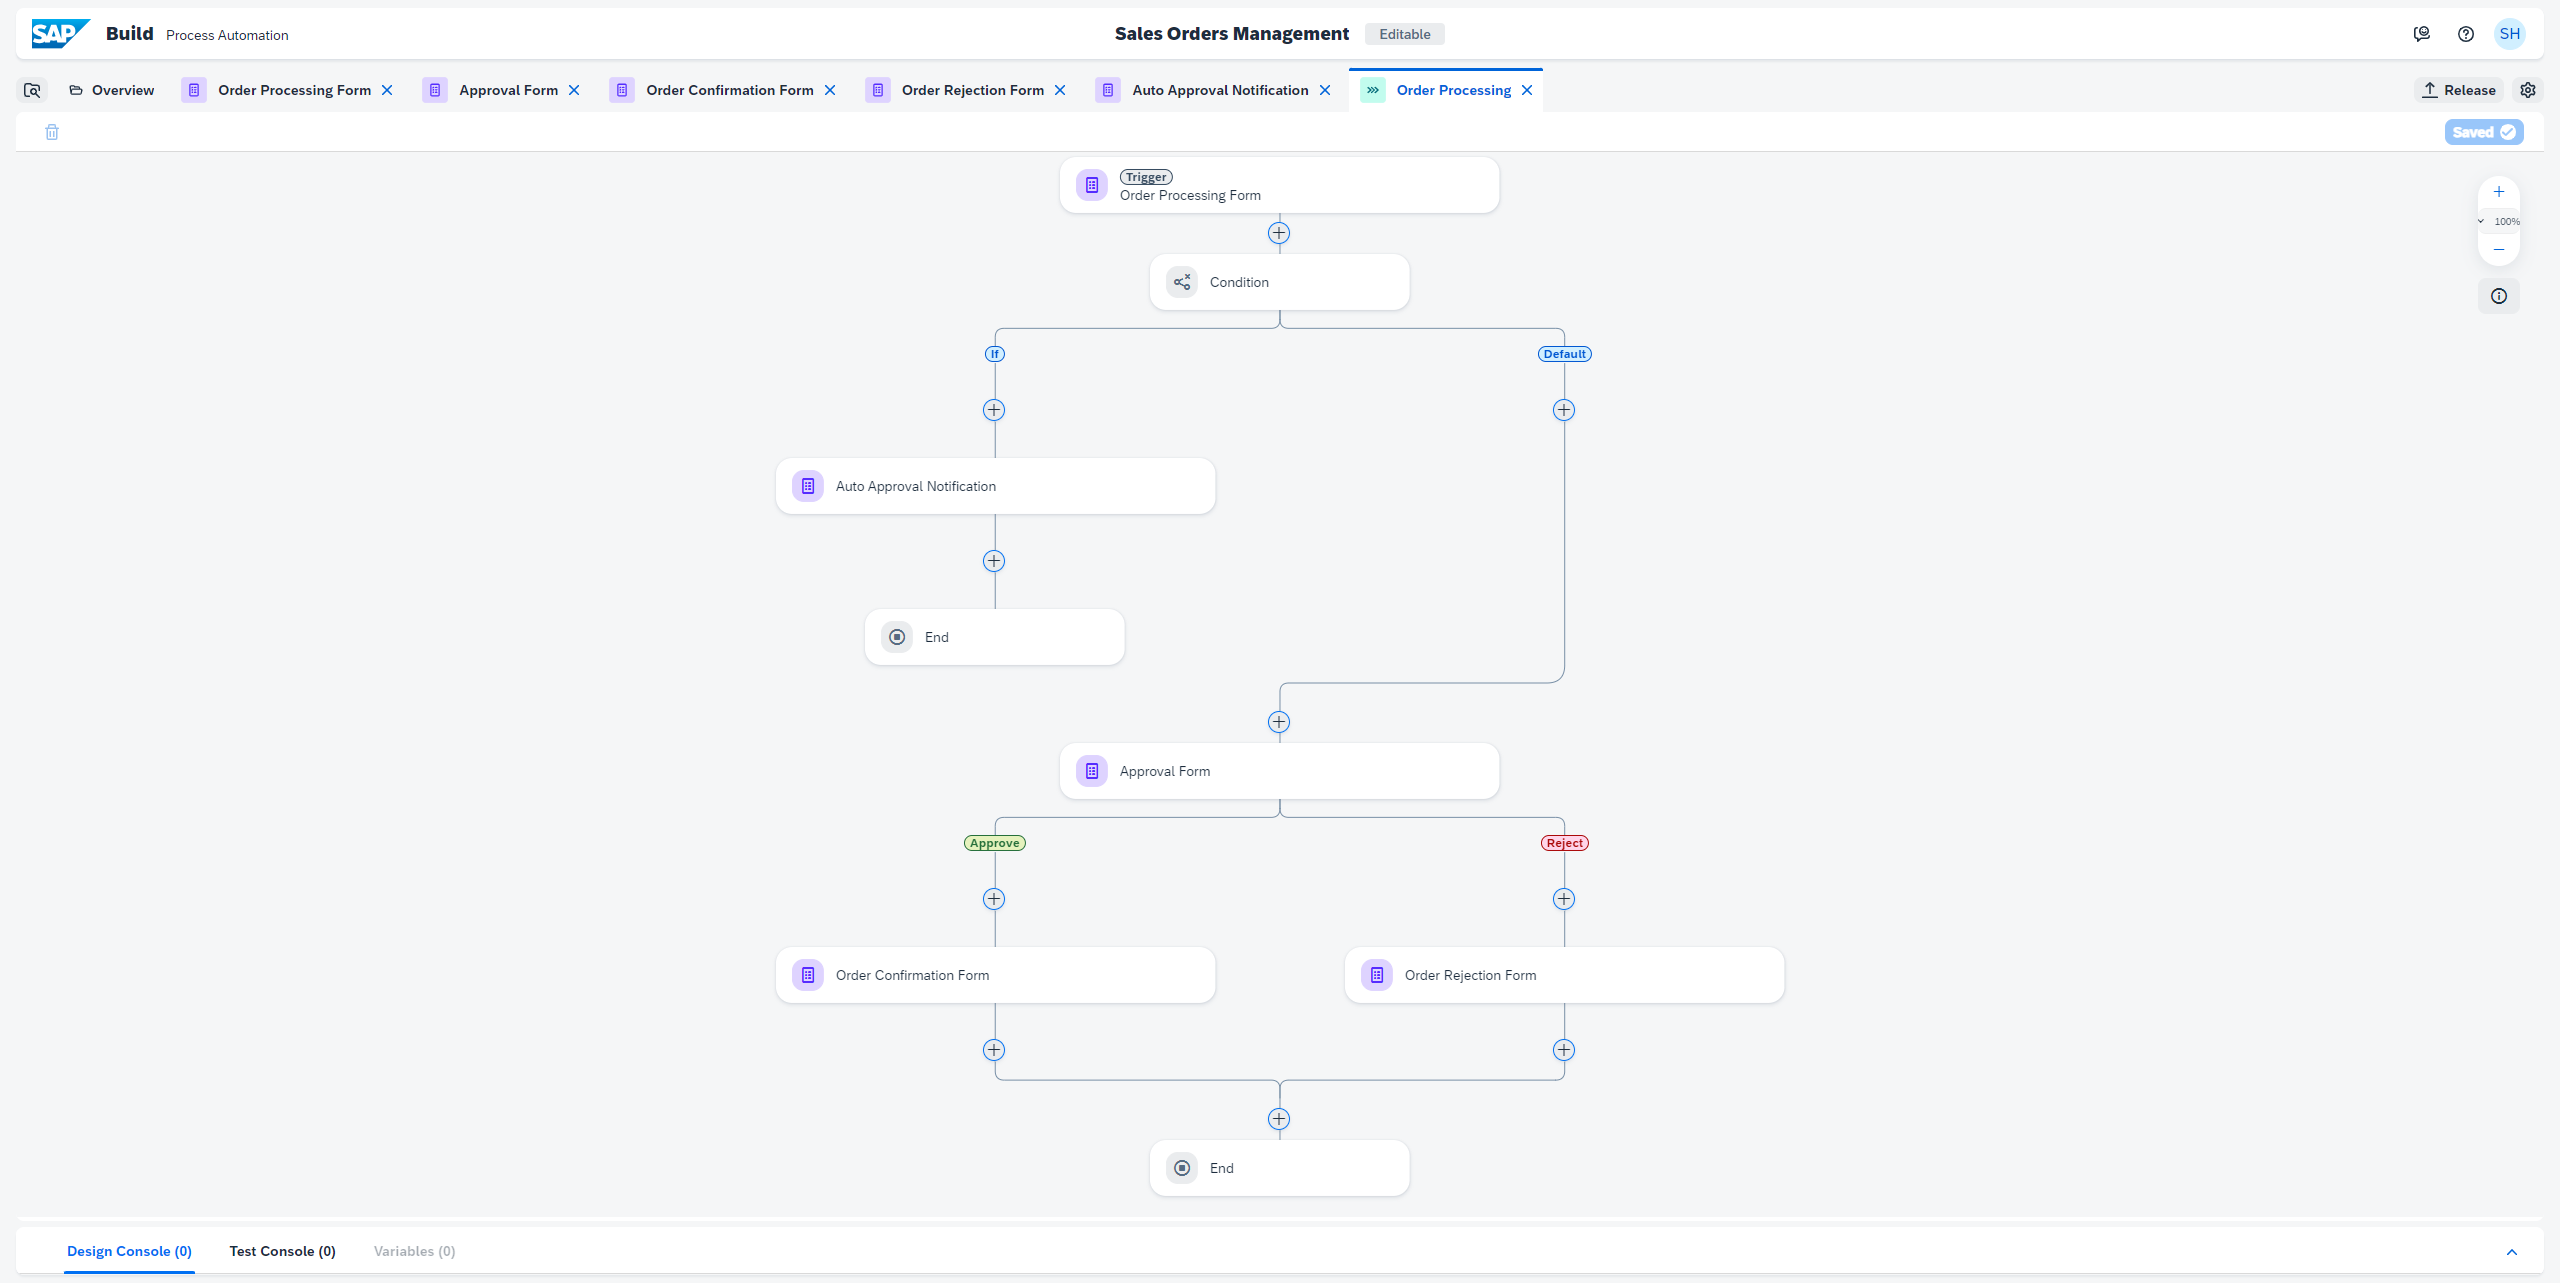 SAP Build Process Automation
Sales Orders Management Editable
SH
Overview
Order Processing Form
Approval Form
Order Confirmation Form
Order Rejection Form
Auto Approval Notification
Order Processing
Release
Saved
100%
Trigger
Order Processing Form
Condition
If
Default
Auto Approval Notification
End
Approval Form
Approve
Reject
Order Confirmation Form
Order Rejection Form
End
Design Console (0)
Test Console (0)
Variables (0)